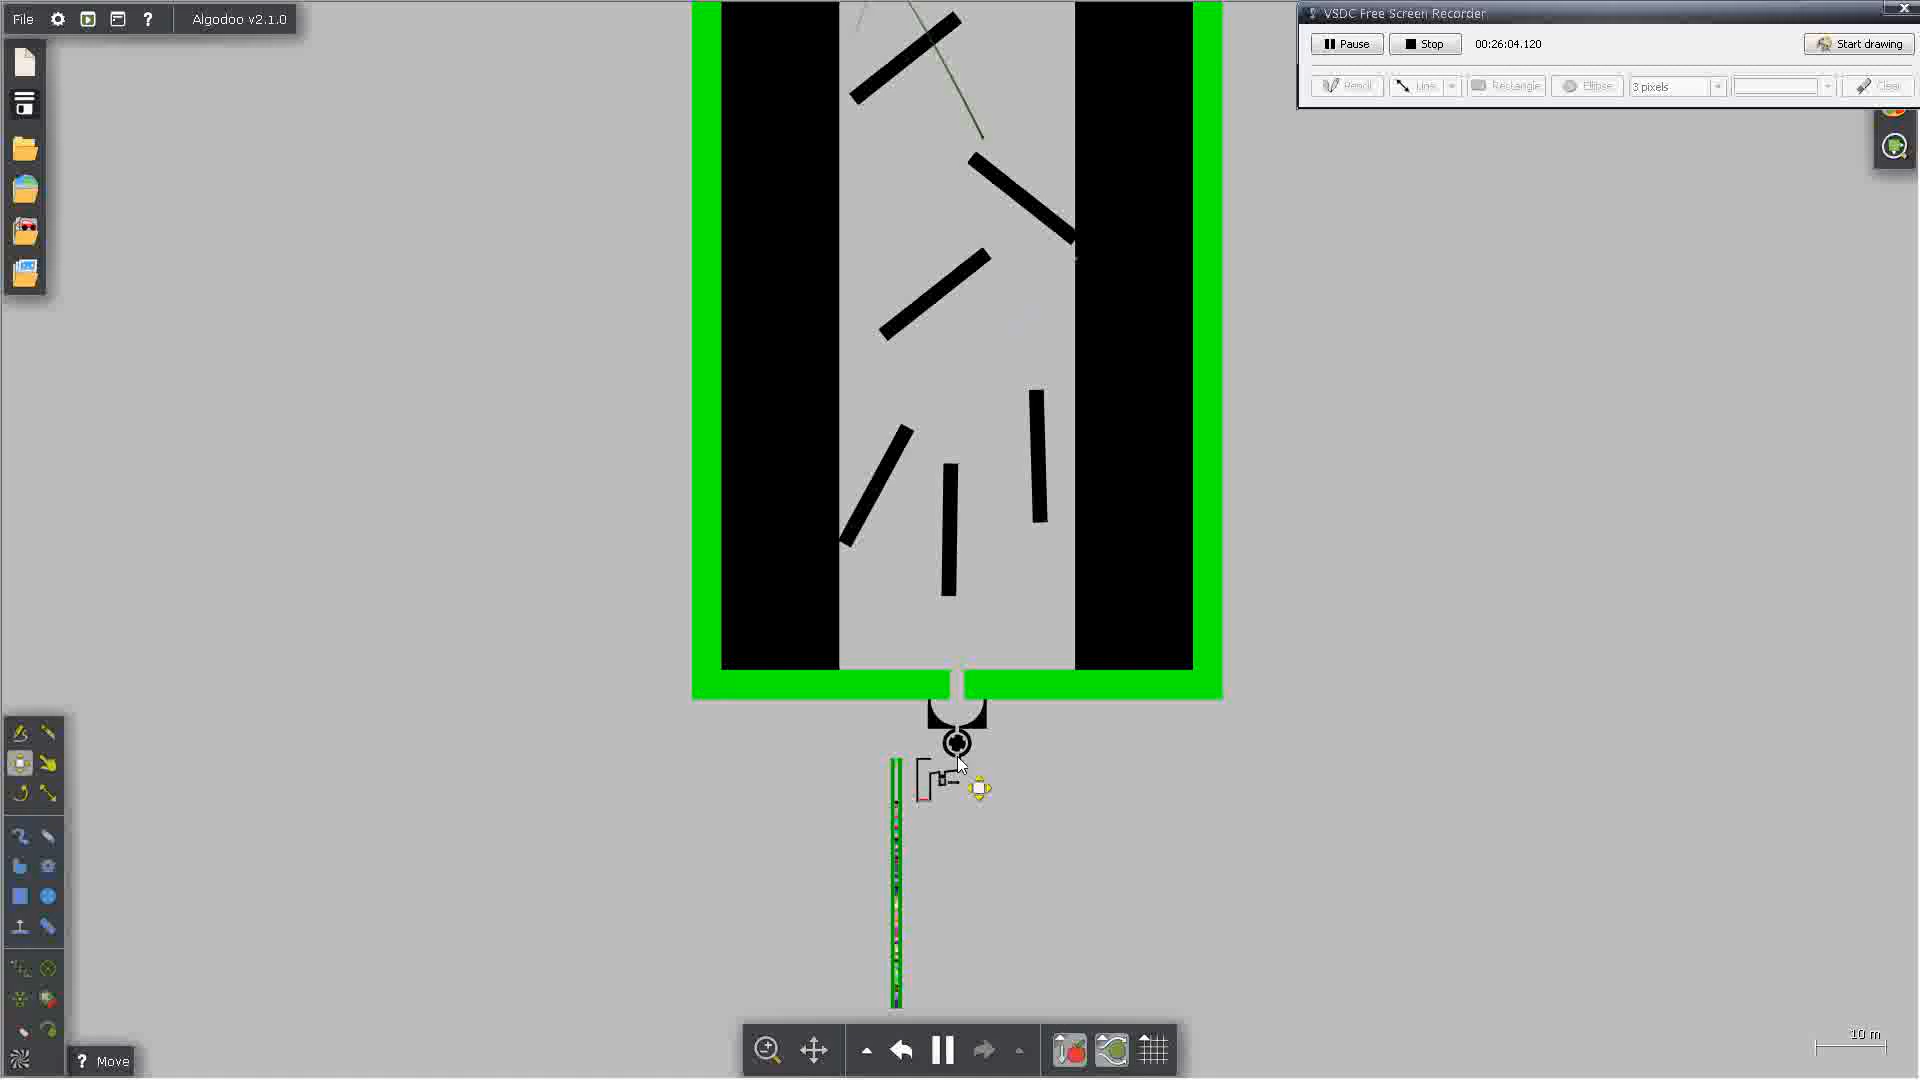 File ? Algodoo v2.1.0
VSDC Free Screen Recorder
Pause Stop 00:26:04.120 Start drawing
Pencil Line Rectangle Ellipse 3 pixels Clear
? Move
10 m